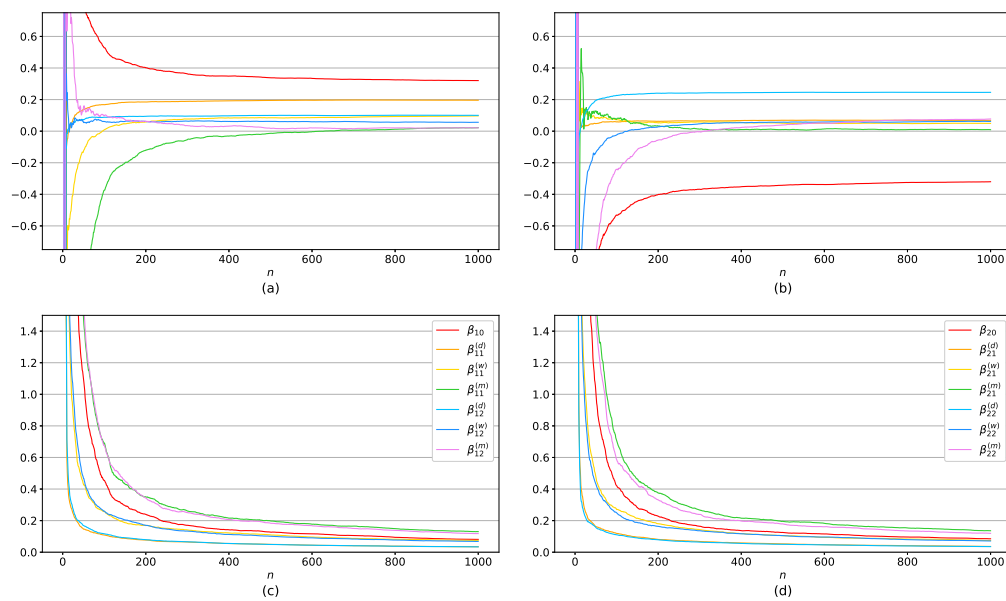 0.6
0.4
0.2
0.0
−0.2
−0.4
−0.6
0 200 400 600 800 1000
n
(a)
0.6
0.4
0.2
0.0
−0.2
−0.4
−0.6
0 200 400 600 800 1000
n
(b)
1.4
1.2
1.0
0.8
0.6
0.4
0.2
0.0
0 200 400 600 800 1000
n
(c)
β₁₀
β₁₁⁽ᵈ⁾
β₁₁⁽ʷ⁾
β₁₁⁽ᵐ⁾
β₁₂⁽ᵈ⁾
β₁₂⁽ʷ⁾
β₁₂⁽ᵐ⁾
1.4
1.2
1.0
0.8
0.6
0.4
0.2
0.0
0 200 400 600 800 1000
n
(d)
β₂₀
β₂₁⁽ᵈ⁾
β₂₁⁽ʷ⁾
β₂₁⁽ᵐ⁾
β₂₂⁽ᵈ⁾
β₂₂⁽ʷ⁾
β₂₂⁽ᵐ⁾